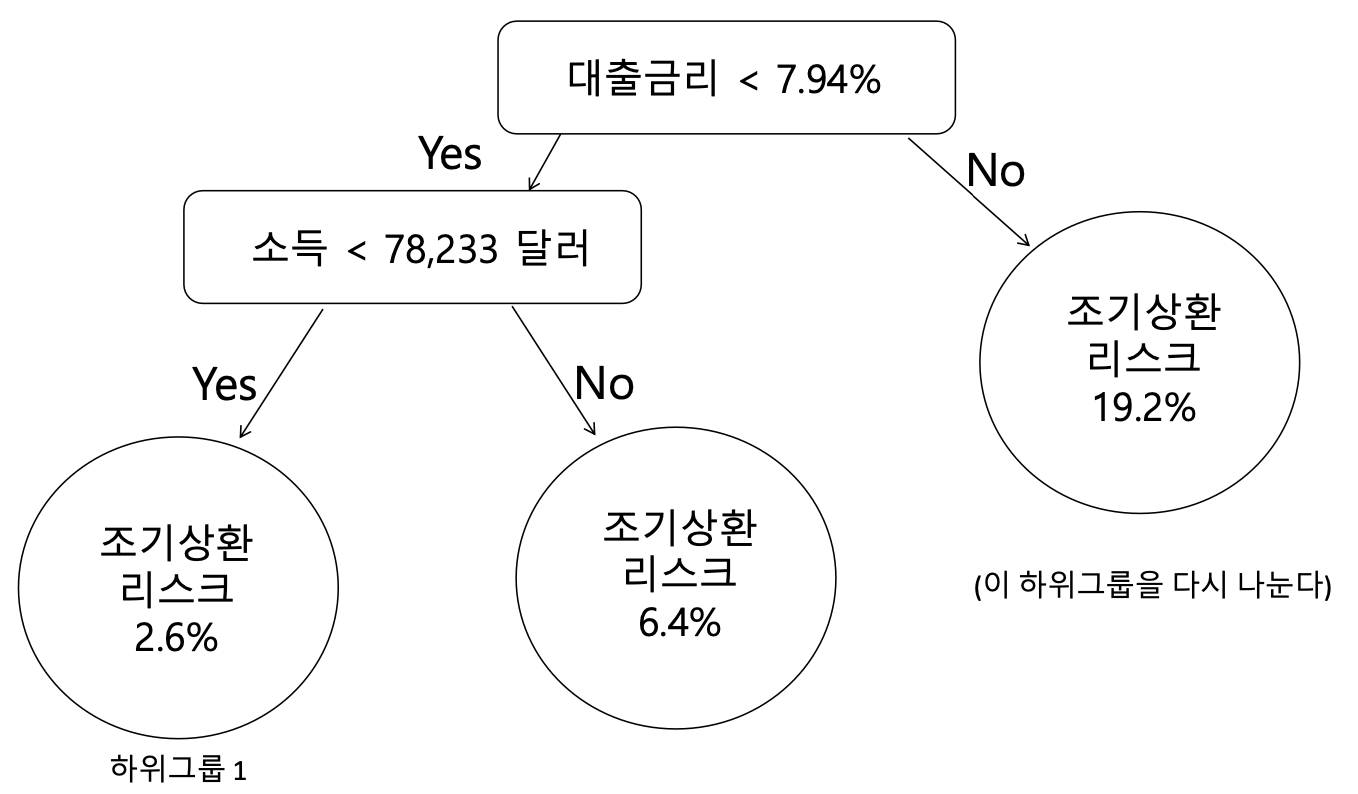 대출금리 < 7.94%
Yes
No
소득 < 78,233 달러
조기상환
리스크
19.2%
Yes
No
조기상환
리스크
2.6%
조기상환
리스크
6.4%
(이 하위그룹을 다시 나눈다)
하위그룹 1